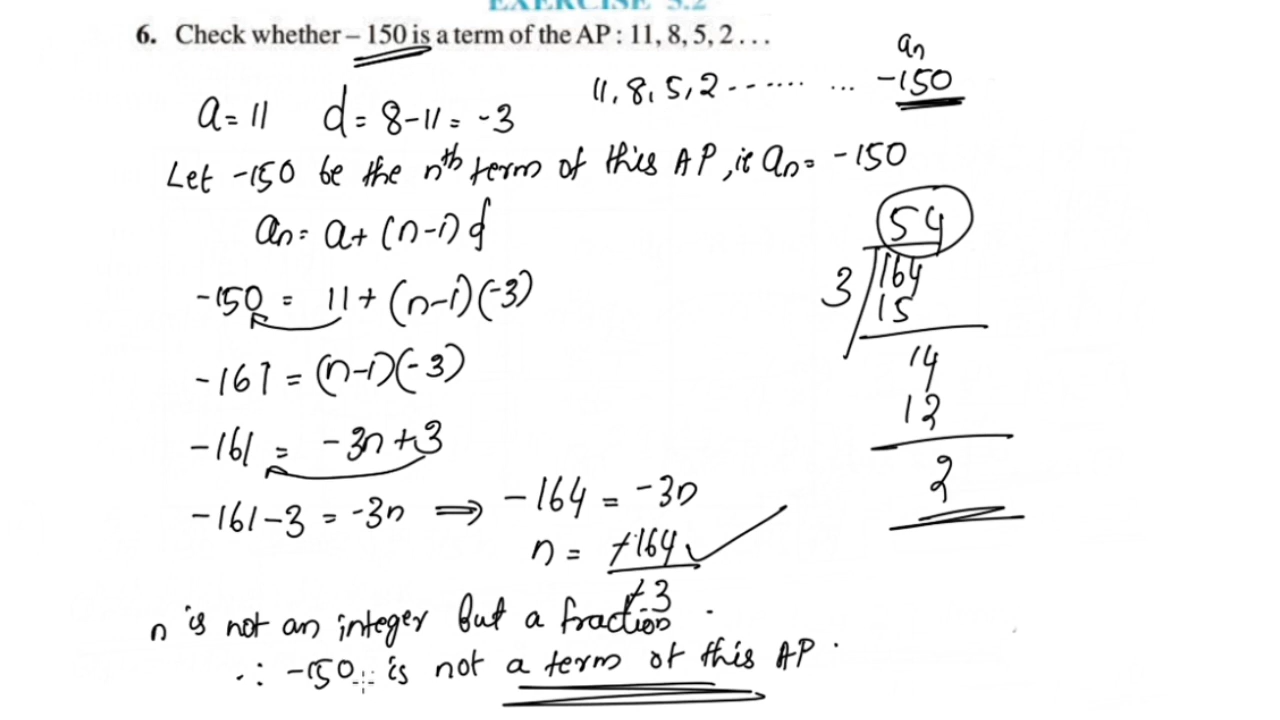 EXERCISE 5.2
6. Check whether – 150 is a term of the AP : 11, 8, 5, 2 . . .
an
11, 8, 5, 2 - - ...... ... -150
a = 11 d = 8-11 = -3
Let -150 be the nth term of this AP, ie an = -150
an = a + (n-1) d
-150 = 11 + (n-1)(-3)
-161 = (n-1)(-3)
-161 = -3n + 3
-161 - 3 = -3n ⇒ -164 = -3n
n = -164
-3
n is not an integer but a fraction .
∴ -150 is not a term of this AP .
54
3 164
15
14
12
2